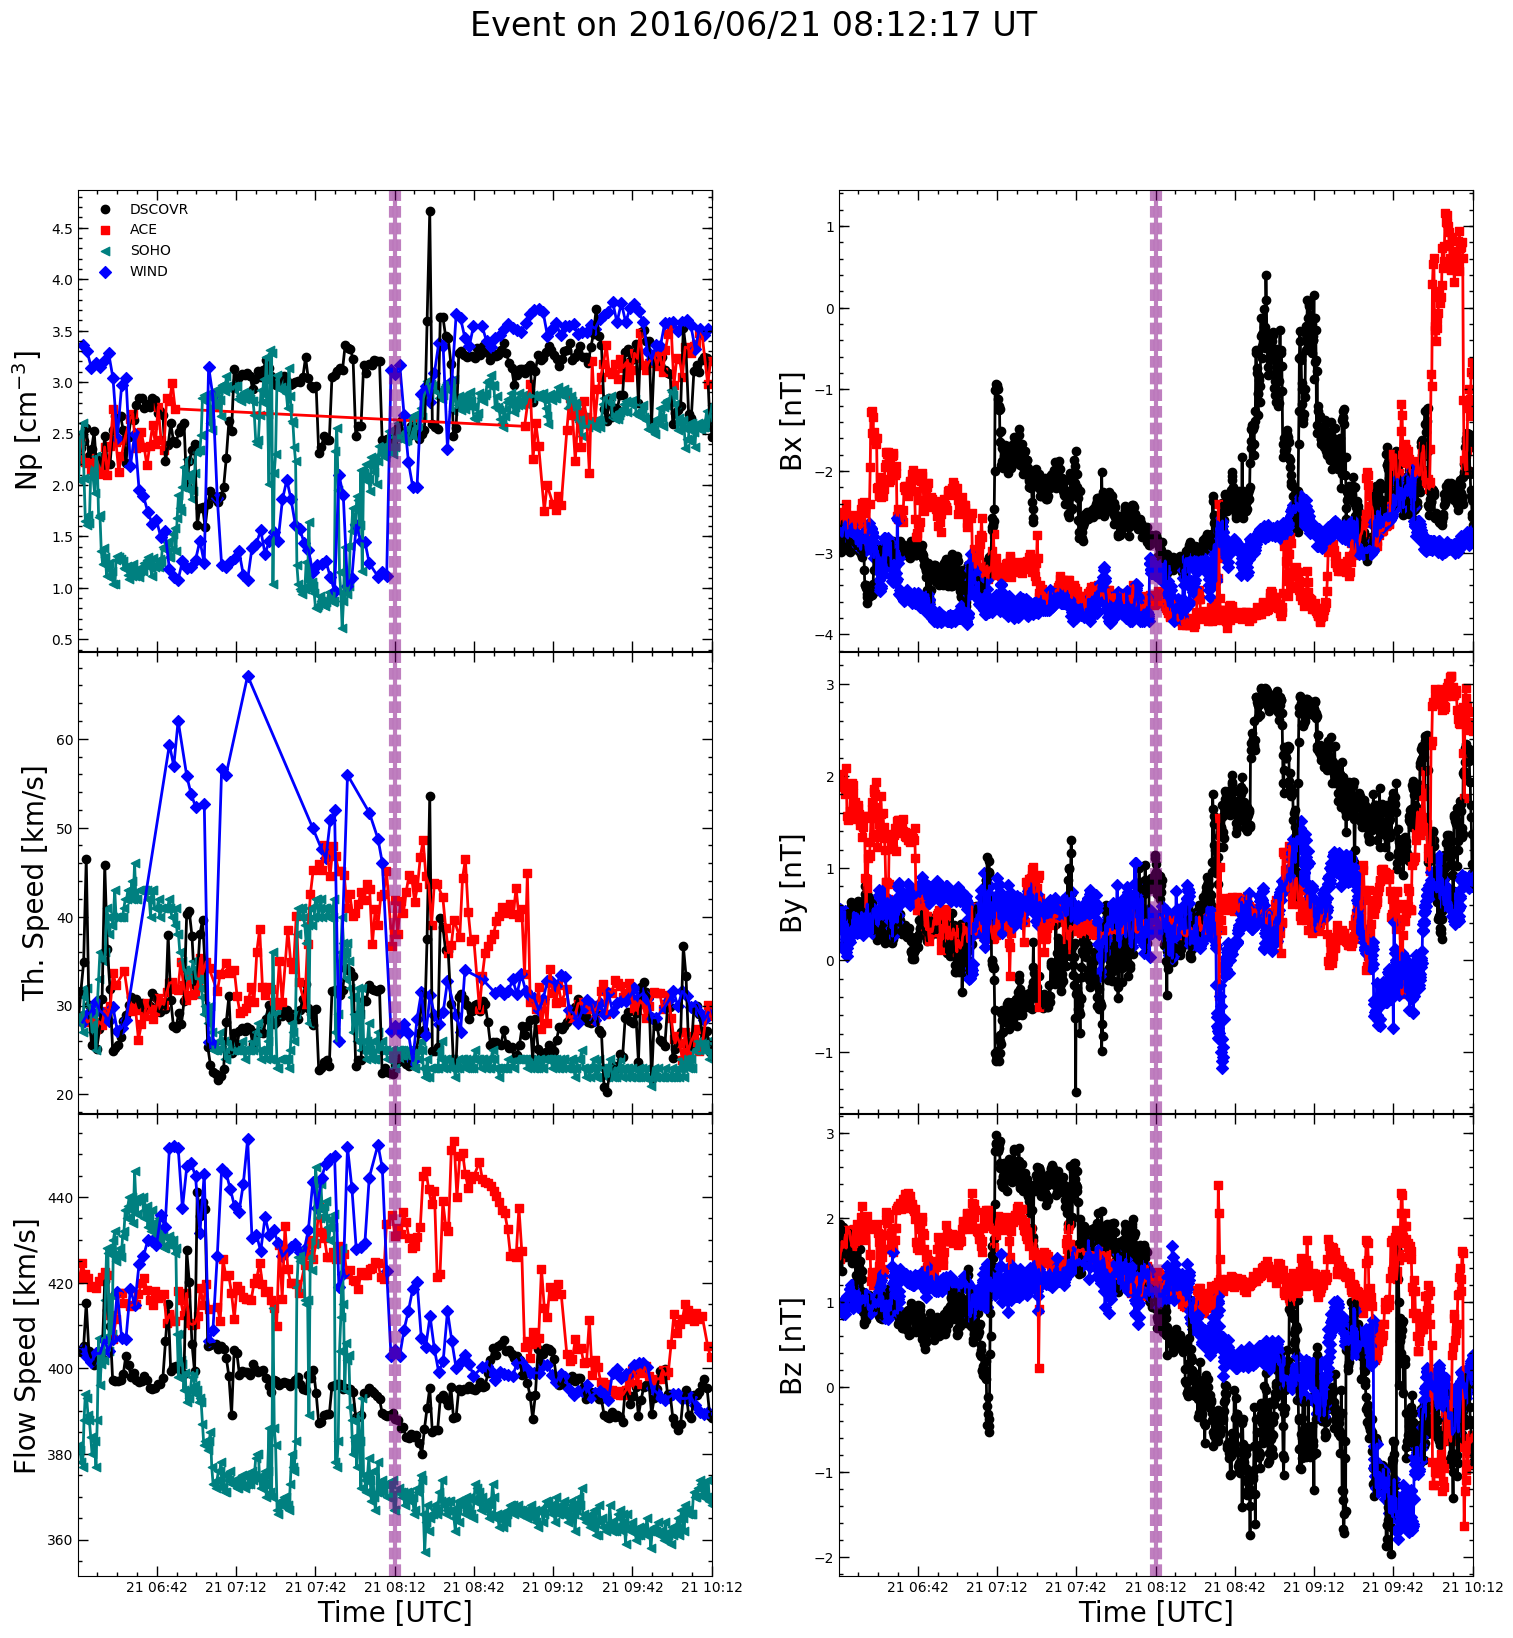 Event on 2016/06/21 08:12:17 UT
DSCOVR
ACE
SOHO
WIND
Np [cm⁻³]
4.5
4.0
3.5
3.0
2.5
2.0
1.5
1.0
0.5
Bx [nT]
1
0
−1
−2
−3
−4
Th. Speed [km/s]
60
50
40
30
20
By [nT]
3
2
1
0
−1
Flow Speed [km/s]
440
420
400
380
360
Bz [nT]
3
2
1
0
−1
−2
21 06:42 21 07:12 21 07:42 21 08:12 21 08:42 21 09:12 21 09:42 21 10:12
Time [UTC]
21 06:42 21 07:12 21 07:42 21 08:12 21 08:42 21 09:12 21 09:42 21 10:12
Time [UTC]